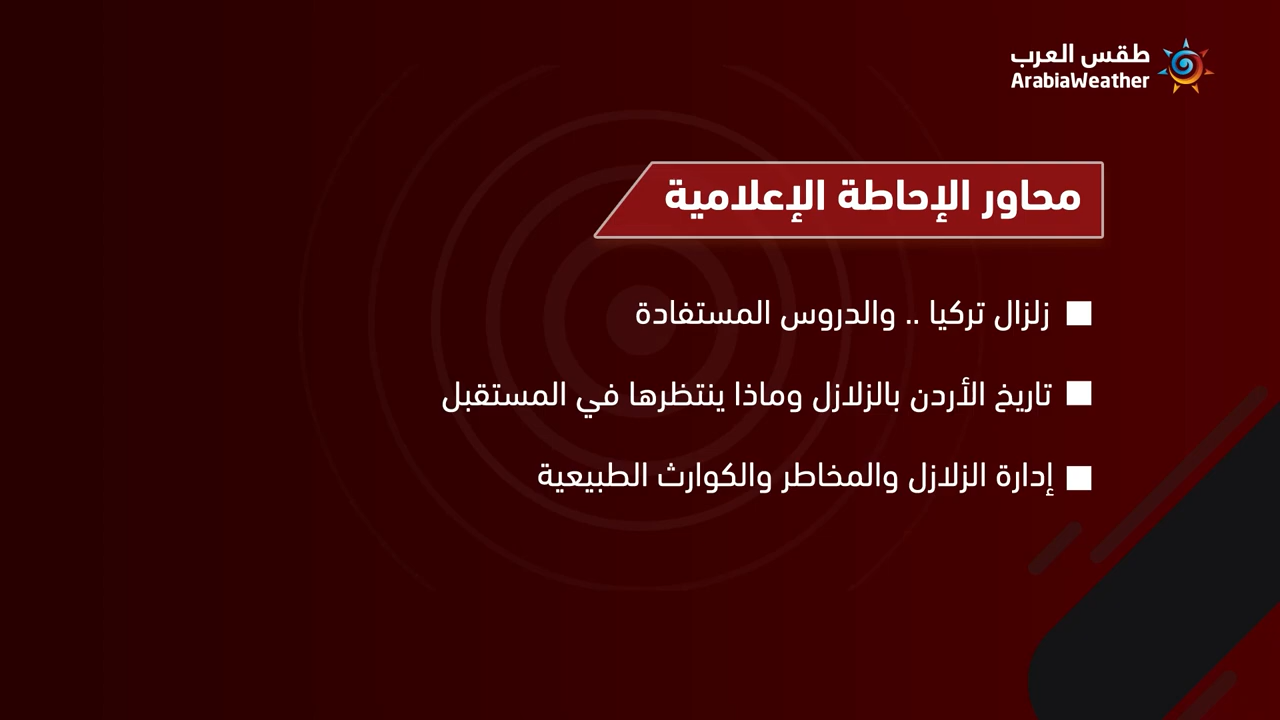 طقس العرب
ArabiaWeather
محاور الإحاطة الإعلامية
زلزال تركيا .. والدروس المستفادة
تاريخ الأردن بالزلازل وماذا ينتظرها في المستقبل
إدارة الزلازل والمخاطر والكوارث الطبيعية